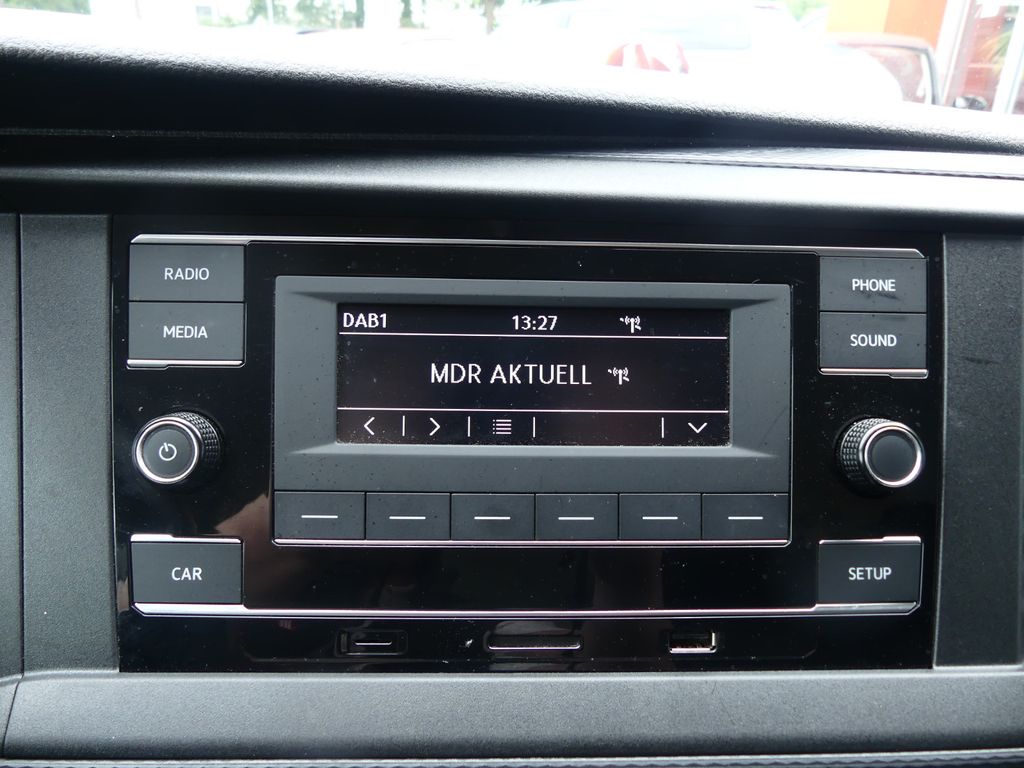 RADIO
MEDIA
DAB1 13:27
MDR AKTUELL
PHONE
SOUND
CAR
SETUP